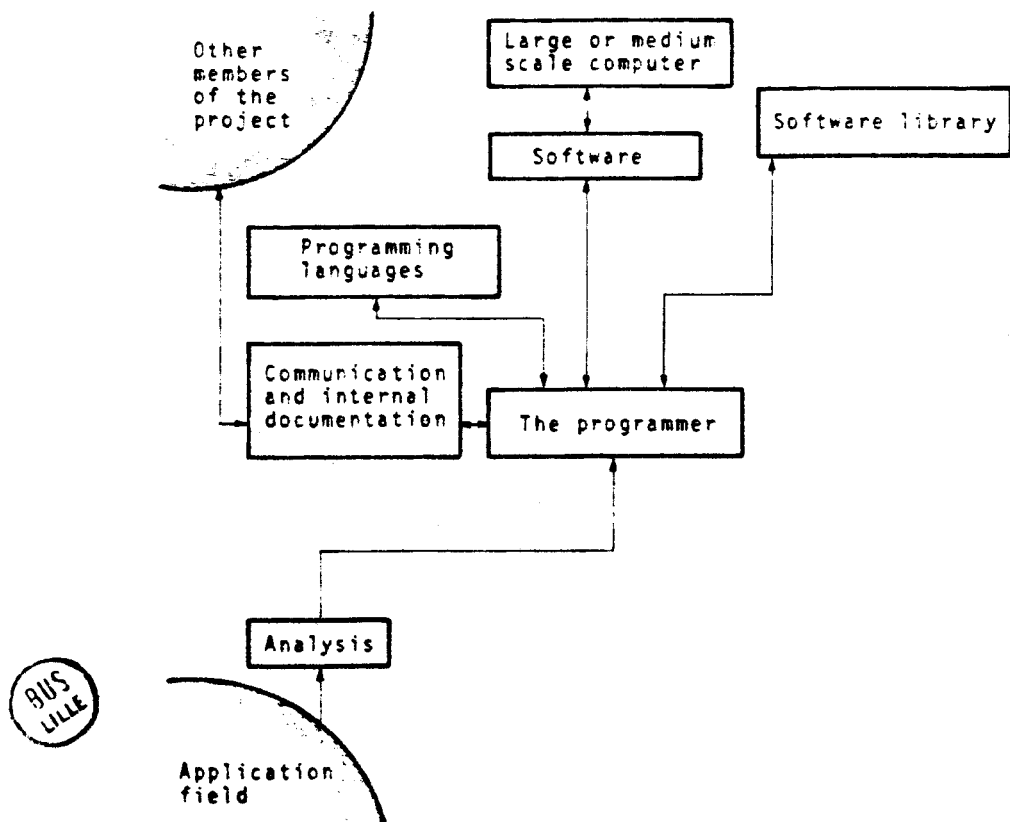 Other
members
of the
project
Large or medium
scale computer
Software library
Software
Programming
languages
Communication
and internal
documentation
The programmer
Analysis
BUS
LILLE
Application
field